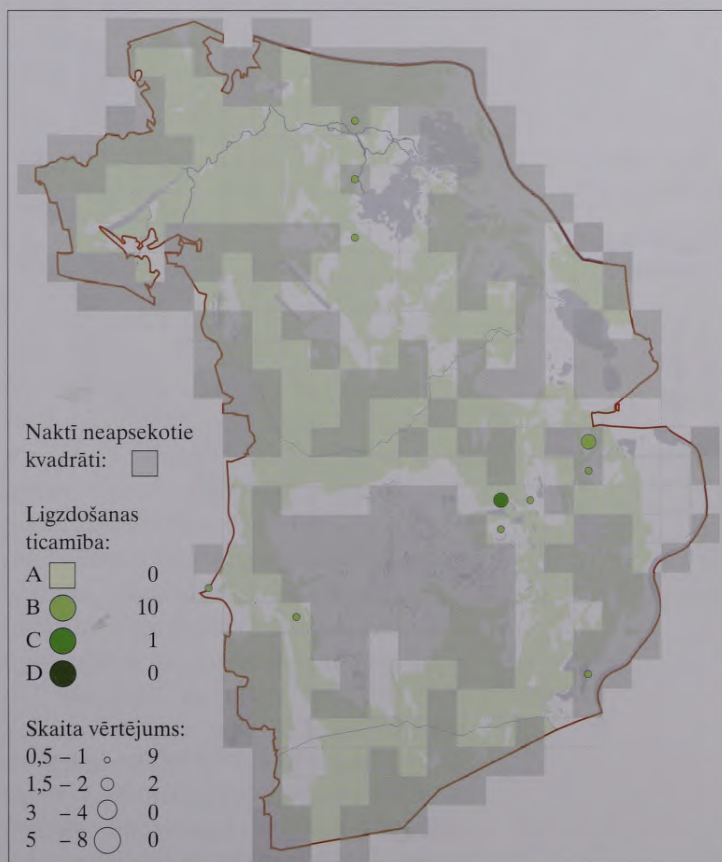 Naktī neapsekotie
kvadrāti:
Ligzdošanas
ticamība:
A 0
B 10
C 1
D 0
Skaita vērtējums:
0,5 – 1 9
1,5 – 2 2
3 – 4 0
5 – 8 0